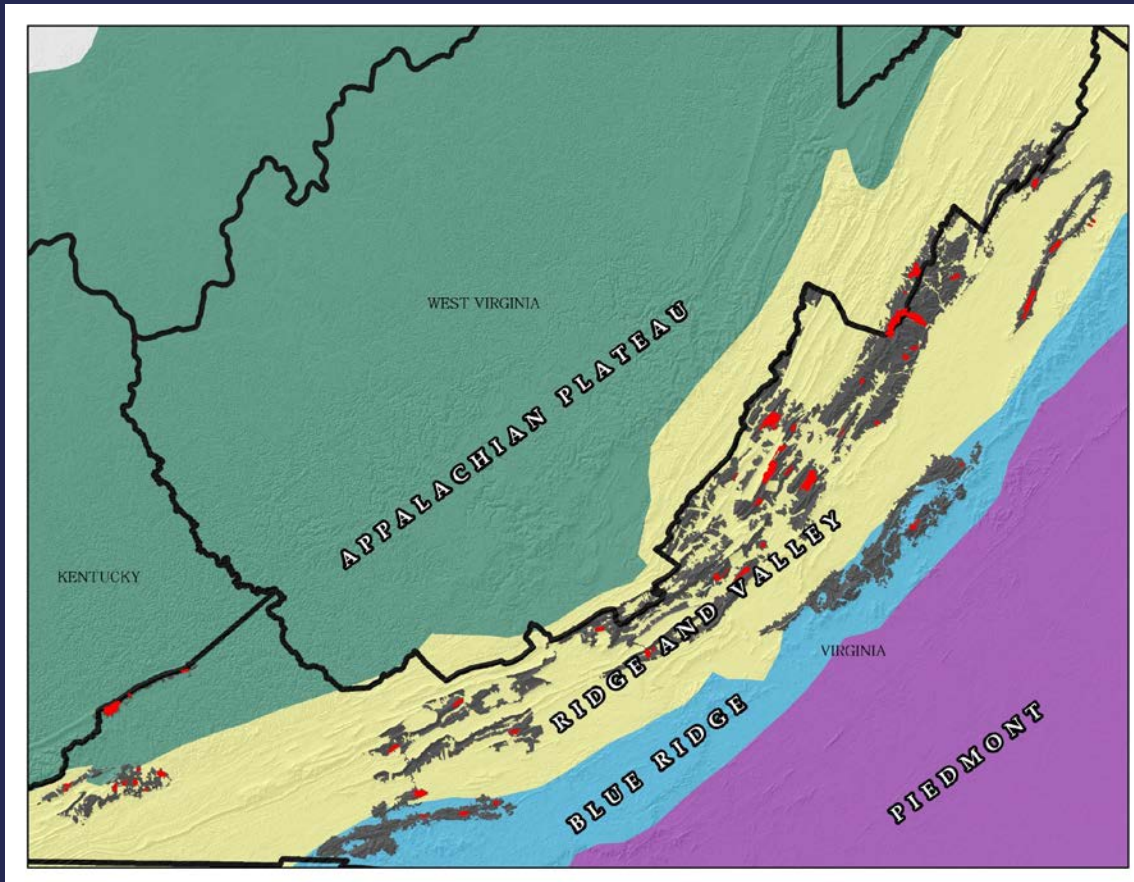 WEST VIRGINIA
APPALACHIAN PLATEAU
KENTUCKY
RIDGE AND VALLEY
VIRGINIA
BLUE RIDGE
PIEDMONT